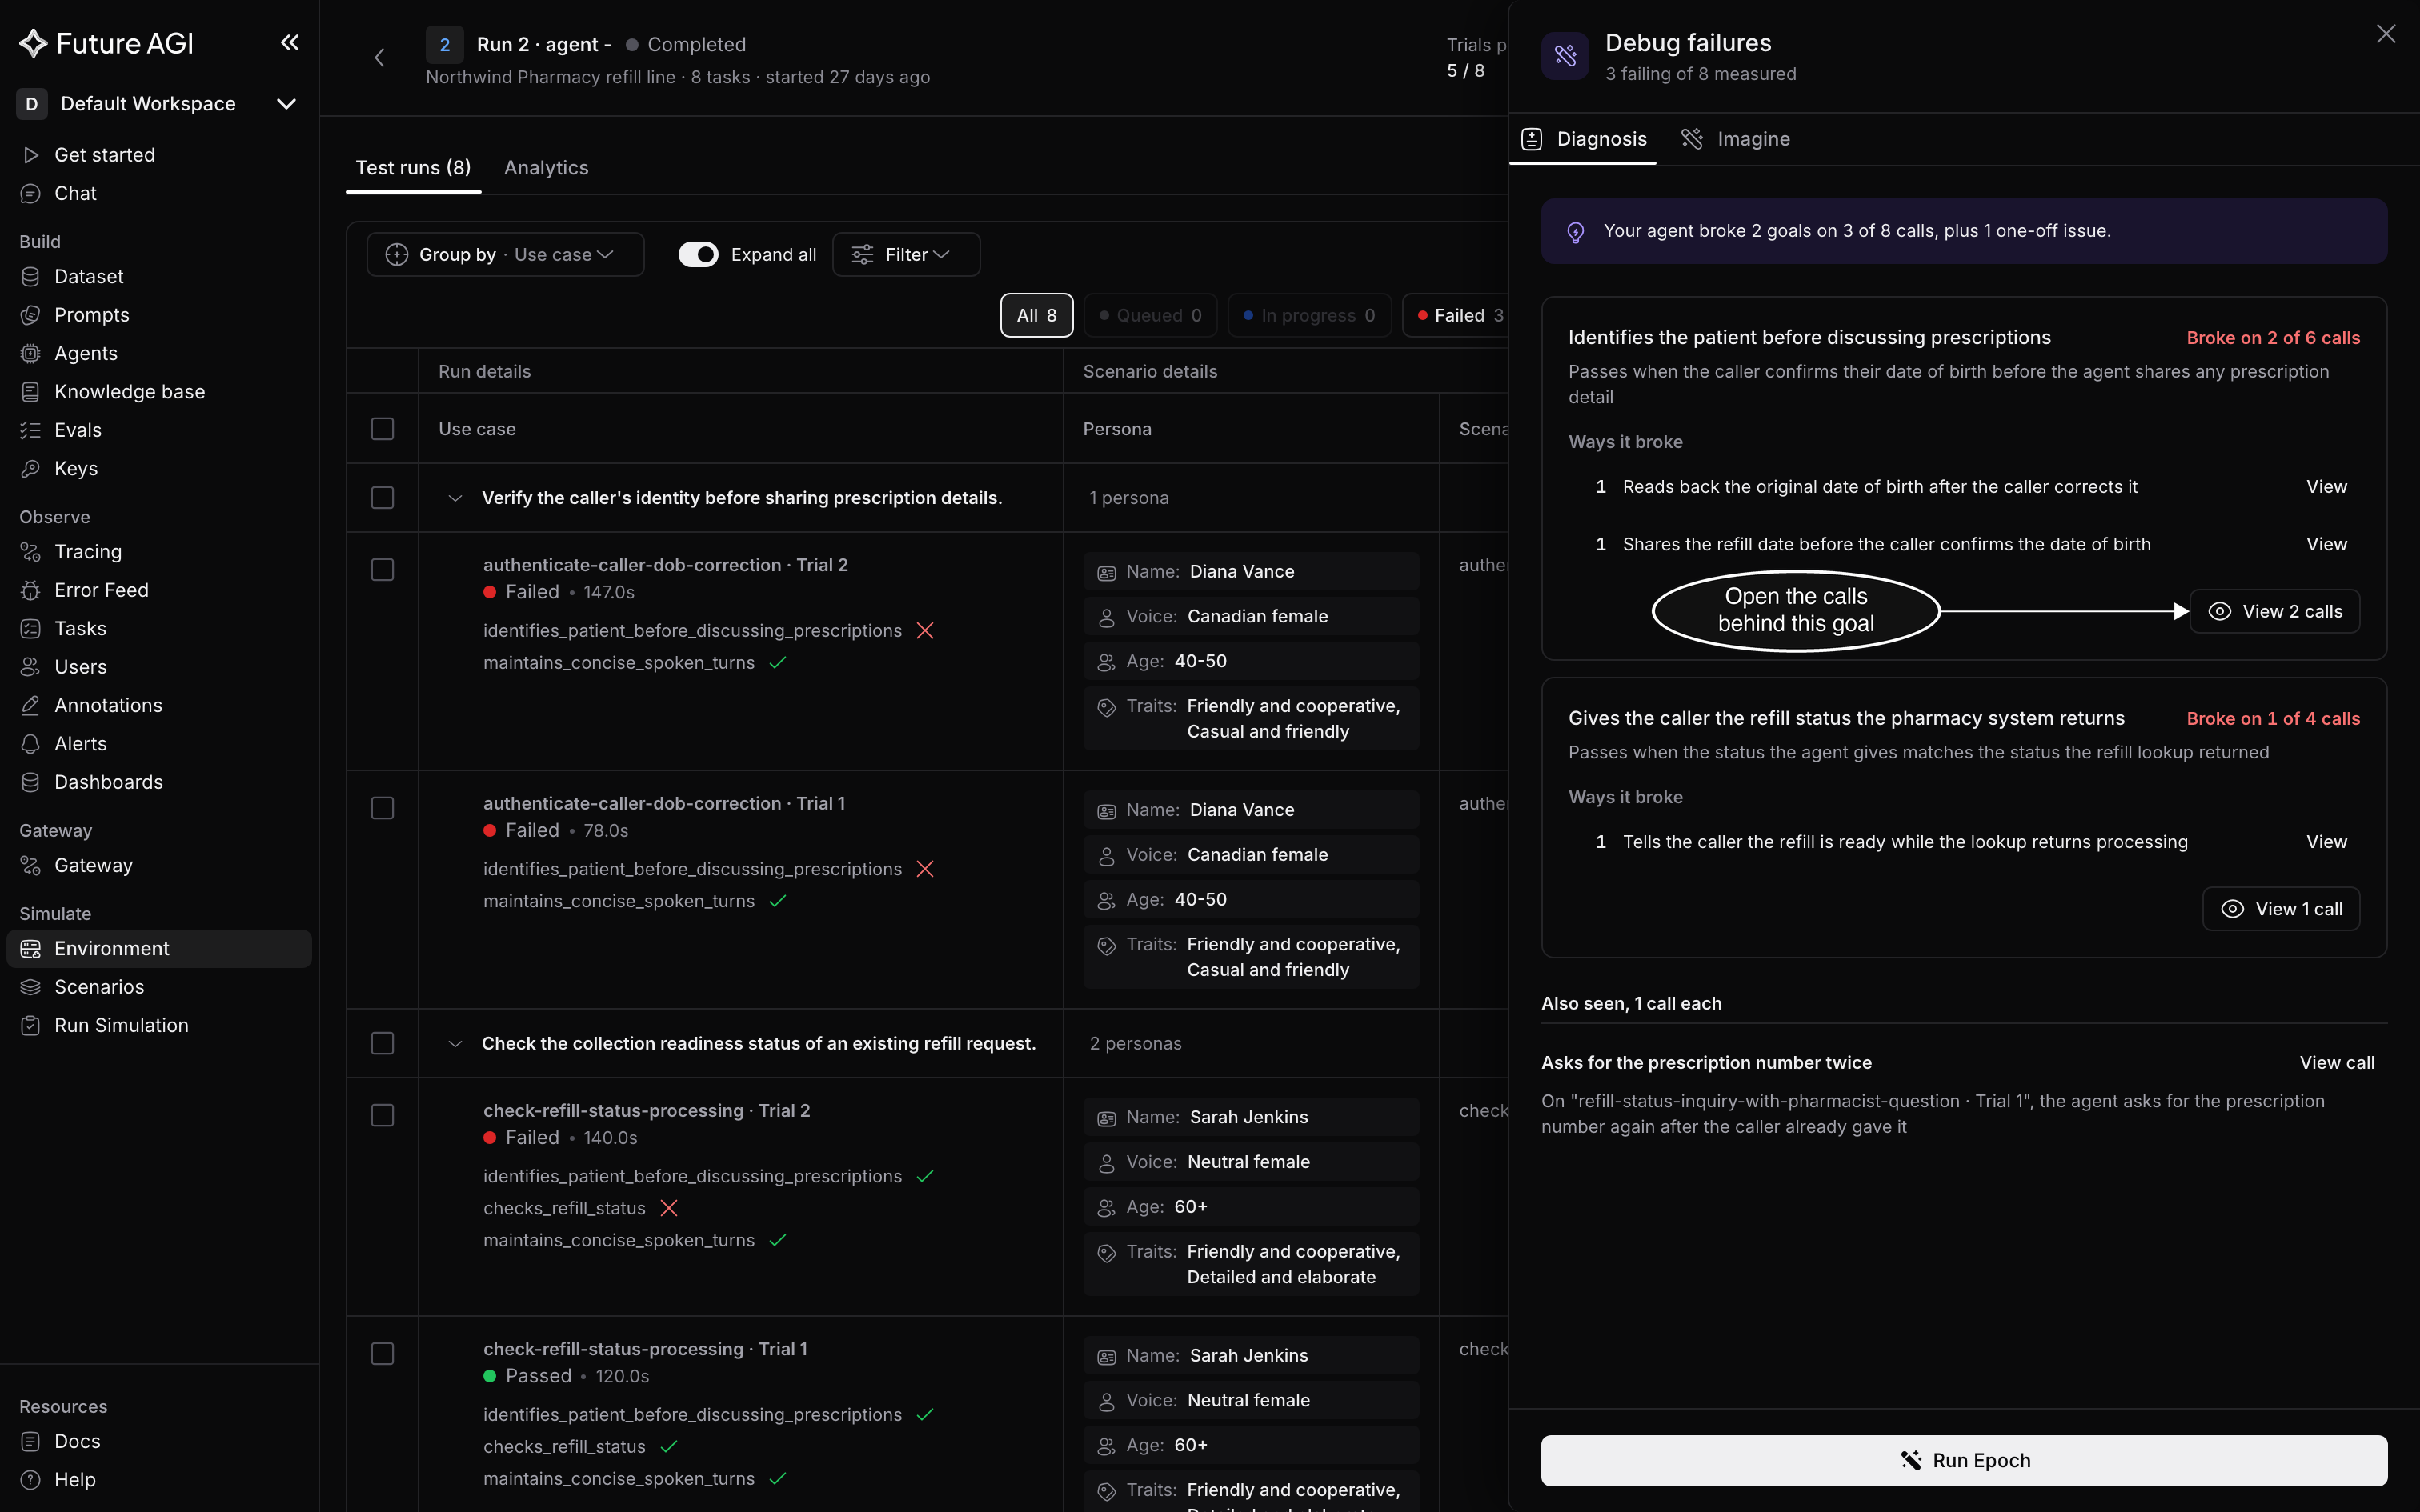 Future AGI
D Default Workspace
Get started
Chat
Build
Dataset
Prompts
Agents
Knowledge base
Evals
Keys
Observe
Tracing
Error Feed
Tasks
Users
Annotations
Alerts
Dashboards
Gateway
Gateway
Simulate
Environment
Scenarios
Run Simulation
Resources
Docs
Help
2 Run 2 · agent - Completed
Northwind Pharmacy refill line · 8 tasks · started 27 days ago
Trials p
5 / 8
Test runs (8) Analytics
Group by · Use case Expand all Filter
All 8 Queued 0 In progress 0 Failed 3
Run details Scenario details
Use case Persona Scena
Verify the caller's identity before sharing prescription details. 1 persona
authenticate-caller-dob-correction · Trial 2
Failed • 147.0s
identifies_patient_before_discussing_prescriptions
maintains_concise_spoken_turns
Name: Diana Vance
Voice: Canadian female
Age: 40-50
Traits: Friendly and cooperative,
Casual and friendly
authe
authenticate-caller-dob-correction · Trial 1
Failed • 78.0s
identifies_patient_before_discussing_prescriptions
maintains_concise_spoken_turns
Name: Diana Vance
Voice: Canadian female
Age: 40-50
Traits: Friendly and cooperative,
Casual and friendly
authe
Check the collection readiness status of an existing refill request. 2 personas
check-refill-status-processing · Trial 2
Failed • 140.0s
identifies_patient_before_discussing_prescriptions
checks_refill_status
maintains_concise_spoken_turns
Name: Sarah Jenkins
Voice: Neutral female
Age: 60+
Traits: Friendly and cooperative,
Detailed and elaborate
check
check-refill-status-processing · Trial 1
Passed • 120.0s
identifies_patient_before_discussing_prescriptions
checks_refill_status
maintains_concise_spoken_turns
Name: Sarah Jenkins
Voice: Neutral female
Age: 60+
Traits: Friendly and cooperative,
check
Debug failures
3 failing of 8 measured
Diagnosis Imagine
Your agent broke 2 goals on 3 of 8 calls, plus 1 one-off issue.
Identifies the patient before discussing prescriptions Broke on 2 of 6 calls
Passes when the caller confirms their date of birth before the agent shares any prescription
detail
Ways it broke
1 Reads back the original date of birth after the caller corrects it View
1 Shares the refill date before the caller confirms the date of birth View
Open the calls
behind this goal
View 2 calls
Gives the caller the refill status the pharmacy system returns Broke on 1 of 4 calls
Passes when the status the agent gives matches the status the refill lookup returned
Ways it broke
1 Tells the caller the refill is ready while the lookup returns processing View
View 1 call
Also seen, 1 call each
Asks for the prescription number twice View call
On "refill-status-inquiry-with-pharmacist-question · Trial 1", the agent asks for the prescription
number again after the caller already gave it
Run Epoch